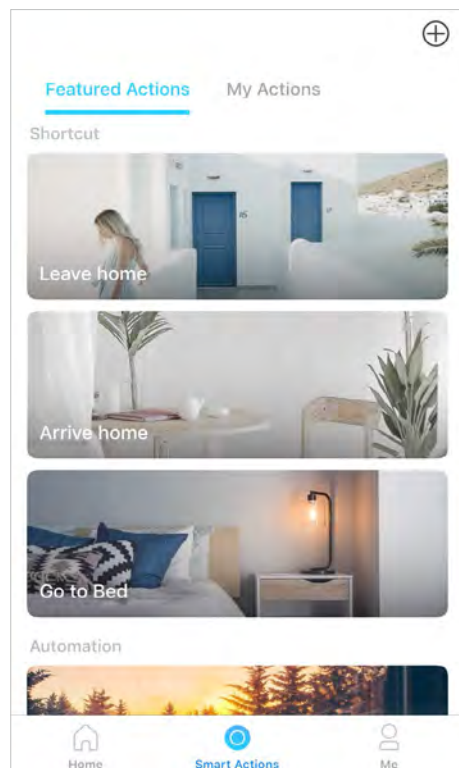 Featured Actions My Actions
Shortcut
Leave home
Arrive home
Go to Bed
Automation
Home Smart Actions Me